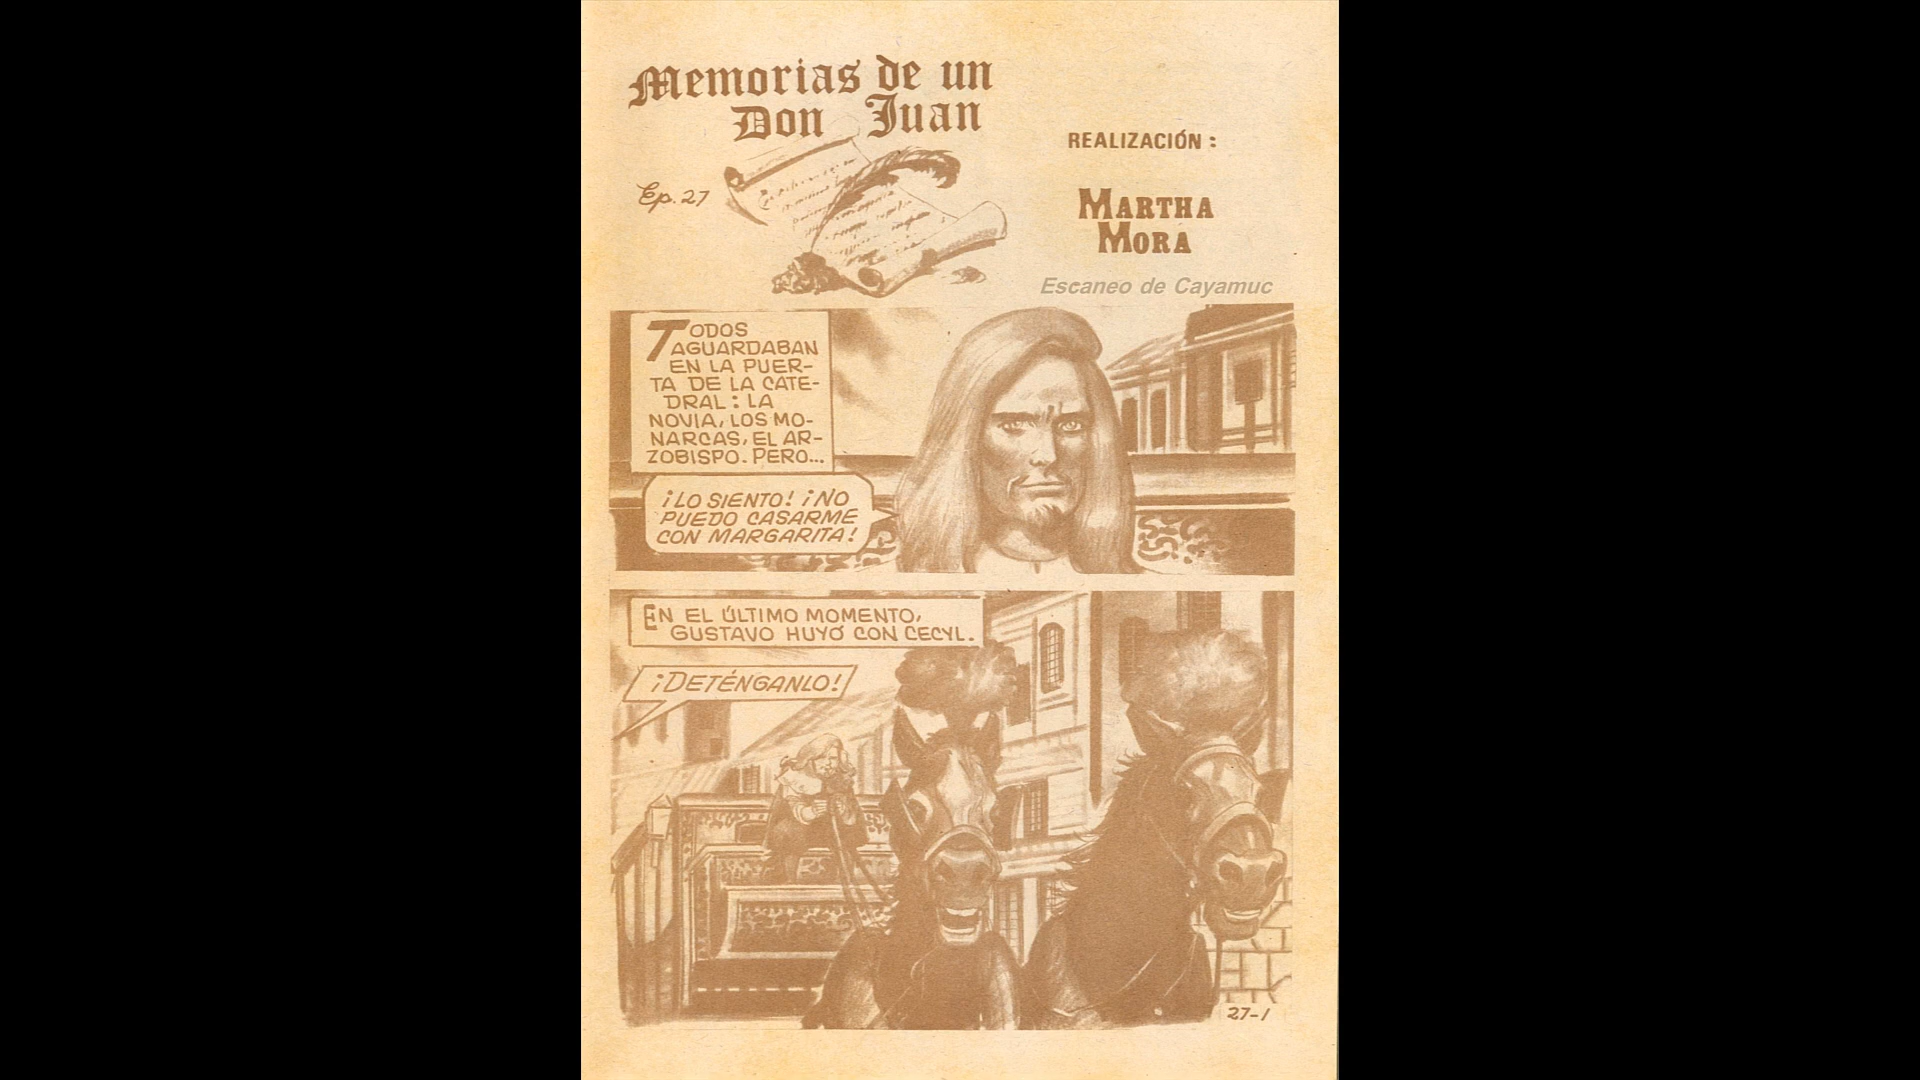 Memorias de un
Don Juan
Ep. 27
REALIZACIÓN:
MARTHA
MORA
Escaneo de Cayamuc
TODOS
AGUARDABAN
EN LA PUER-
TA DE LA CATE-
DRAL: LA
NOVIA, LOS MO-
NARCAS, EL AR-
ZOBISPO. PERO...
¡LO SIENTO! ¡NO
PUEDO CASARME
CON MARGARITA!
EN EL ÚLTIMO MOMENTO,
GUSTAVO HUYÓ CON CECYL.
¡DETÉNGANLO!
27-1